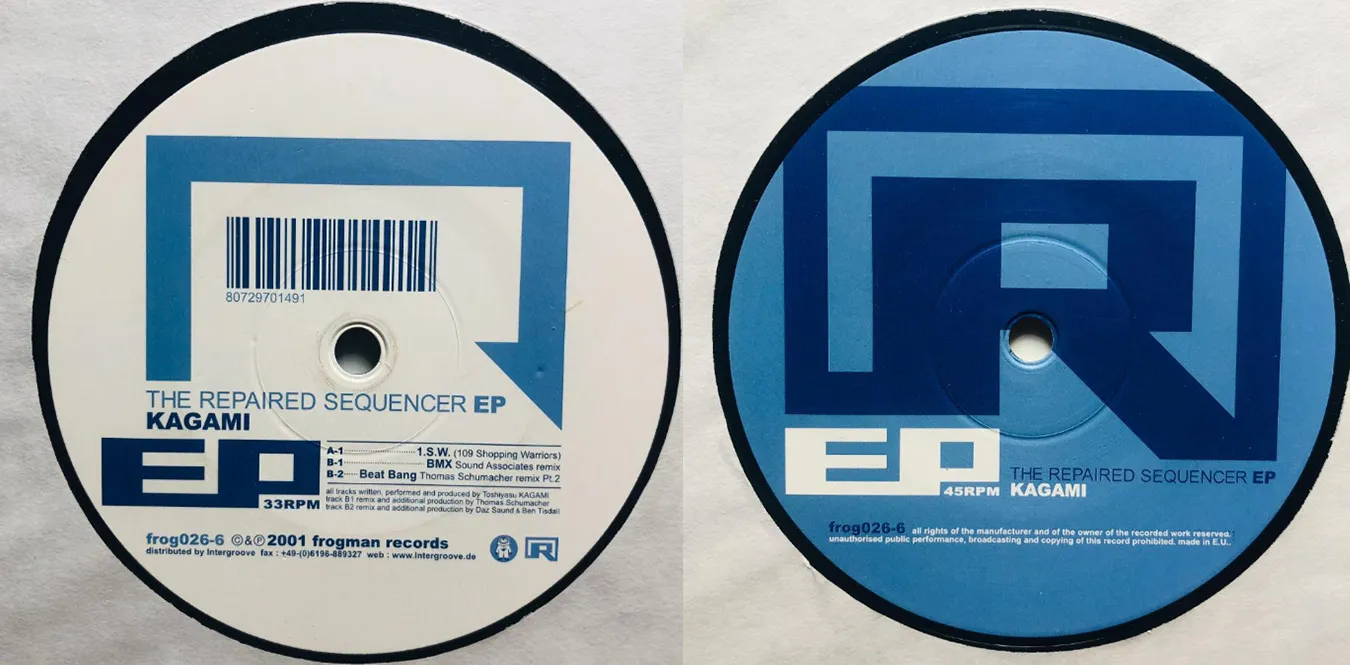 80729701491
THE REPAIRED SEQUENCER EP
KAGAMI
EP
33RPM
A-1 1.S.W. (109 Shopping Warriors)
B-1 BMX Sound Associates remix
B-2 Beat Bang Thomas Schumacher remix Pt.2
all tracks written, performed and produced by Toshiyasu KAGAMI
track B1 remix and additional production by Thomas Schumacher
track B2 remix and additional production by Daz Saund & Ben Tisdall
frog026-6 ©&℗2001 frogman records
distributed by Intergroove fax : +49-(0)6196-889327 web : www.intergroove.de
R
R
EP
45RPM
THE REPAIRED SEQUENCER EP
KAGAMI
frog026-6 all rights of the manufacturer and of the owner of the recorded work reserved.
unauthorised public performance, broadcasting and copying of this record prohibited. made in E.U..